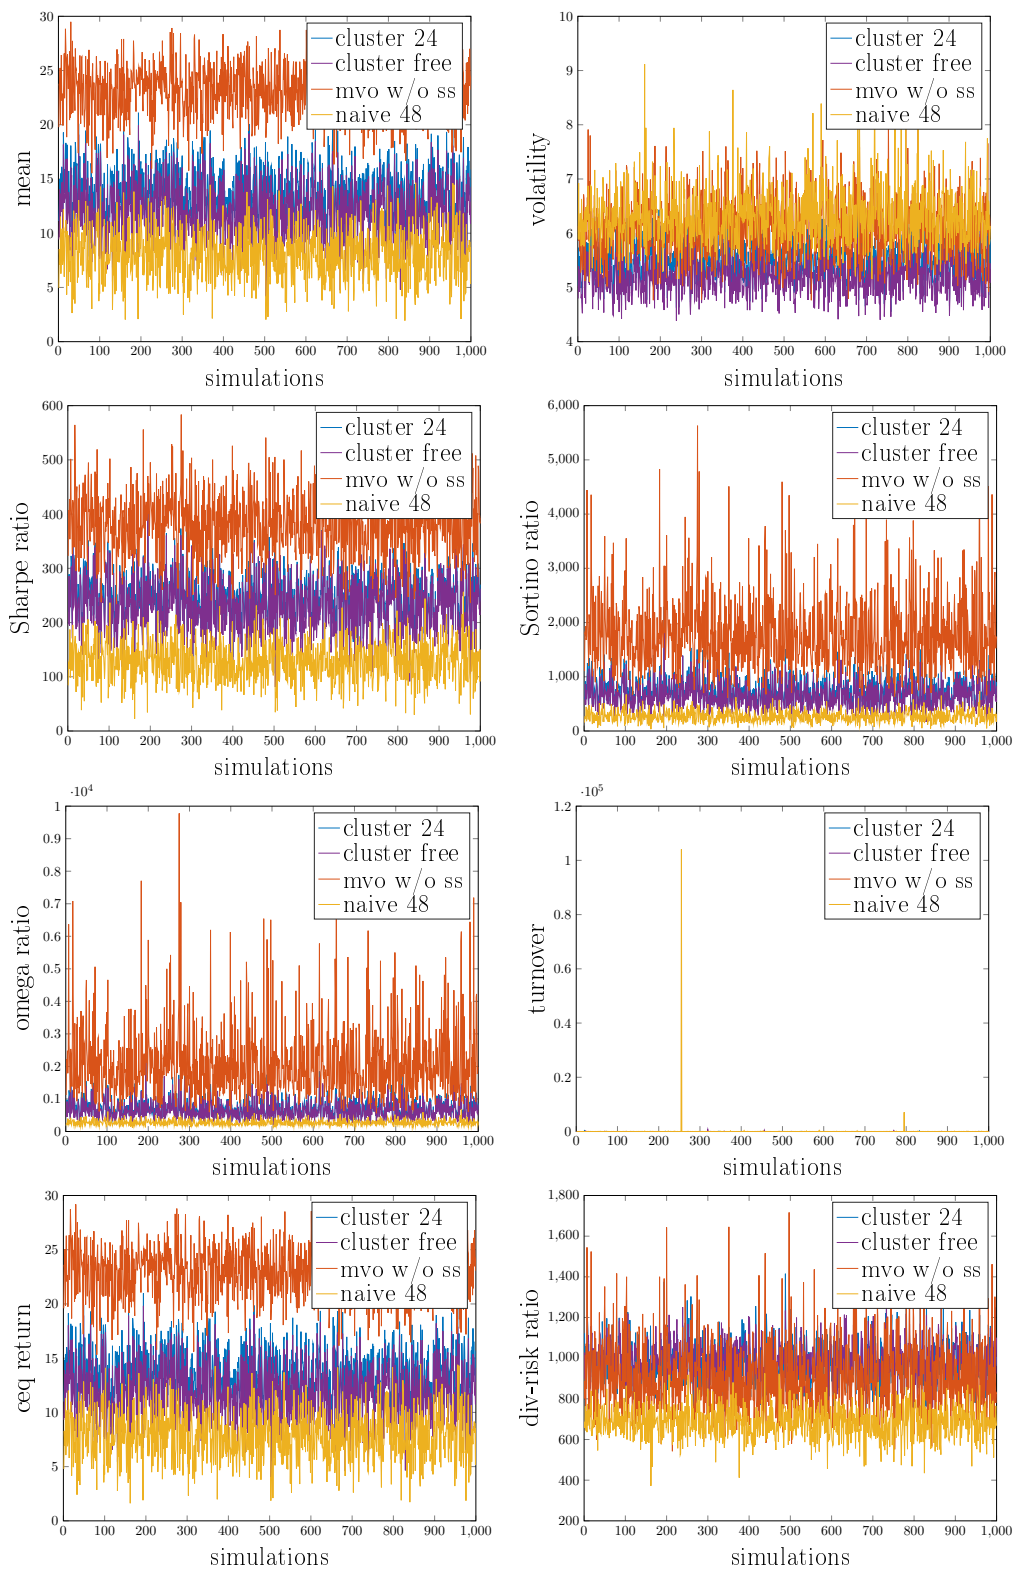 30
25
20
15
10
5
0
mean
cluster 24
cluster free
mvo w/o ss
naive 48
0 100 200 300 400 500 600 700 800 900 1,000
simulations
10
9
8
7
6
5
4
volatility
cluster 24
cluster free
mvo w/o ss
naive 48
0 100 200 300 400 500 600 700 800 900 1,000
simulations
600
500
400
300
200
100
0
Sharpe ratio
cluster 24
cluster free
mvo w/o ss
naive 48
0 100 200 300 400 500 600 700 800 900 1,000
simulations
6,000
5,000
4,000
3,000
2,000
1,000
0
Sortino ratio
cluster 24
cluster free
mvo w/o ss
naive 48
0 100 200 300 400 500 600 700 800 900 1,000
simulations
·10⁴
1
0.9
0.8
0.7
0.6
0.5
0.4
0.3
0.2
0.1
0
omega ratio
cluster 24
cluster free
mvo w/o ss
naive 48
0 100 200 300 400 500 600 700 800 900 1,000
simulations
·10⁵
1.2
1
0.8
0.6
0.4
0.2
0
turnover
cluster 24
cluster free
mvo w/o ss
naive 48
0 100 200 300 400 500 600 700 800 900 1,000
simulations
30
25
20
15
10
5
0
ceq return
cluster 24
cluster free
mvo w/o ss
naive 48
0 100 200 300 400 500 600 700 800 900 1,000
simulations
1,800
1,600
1,400
1,200
1,000
800
600
400
200
div-risk ratio
cluster 24
cluster free
mvo w/o ss
naive 48
0 100 200 300 400 500 600 700 800 900 1,000
simulations